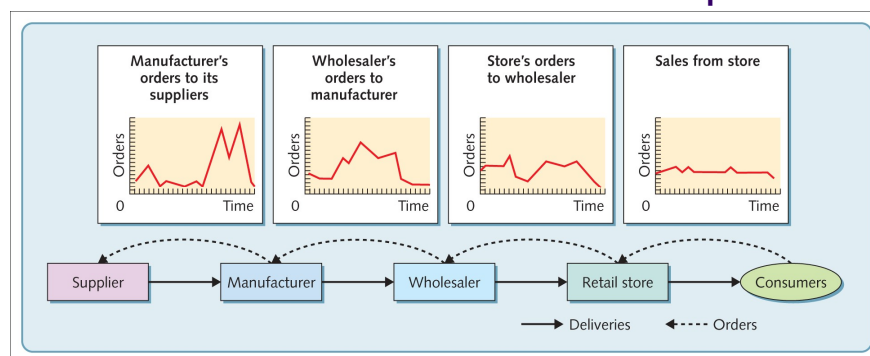 Manufacturer's
orders to its
suppliers
Orders
0
Time
Wholesaler's
orders to
manufacturer
Orders
0
Time
Store's orders
to wholesaler
Orders
0
Time
Sales from store
Orders
0
Time
Supplier
Manufacturer
Wholesaler
Retail store
Consumers
Deliveries
Orders